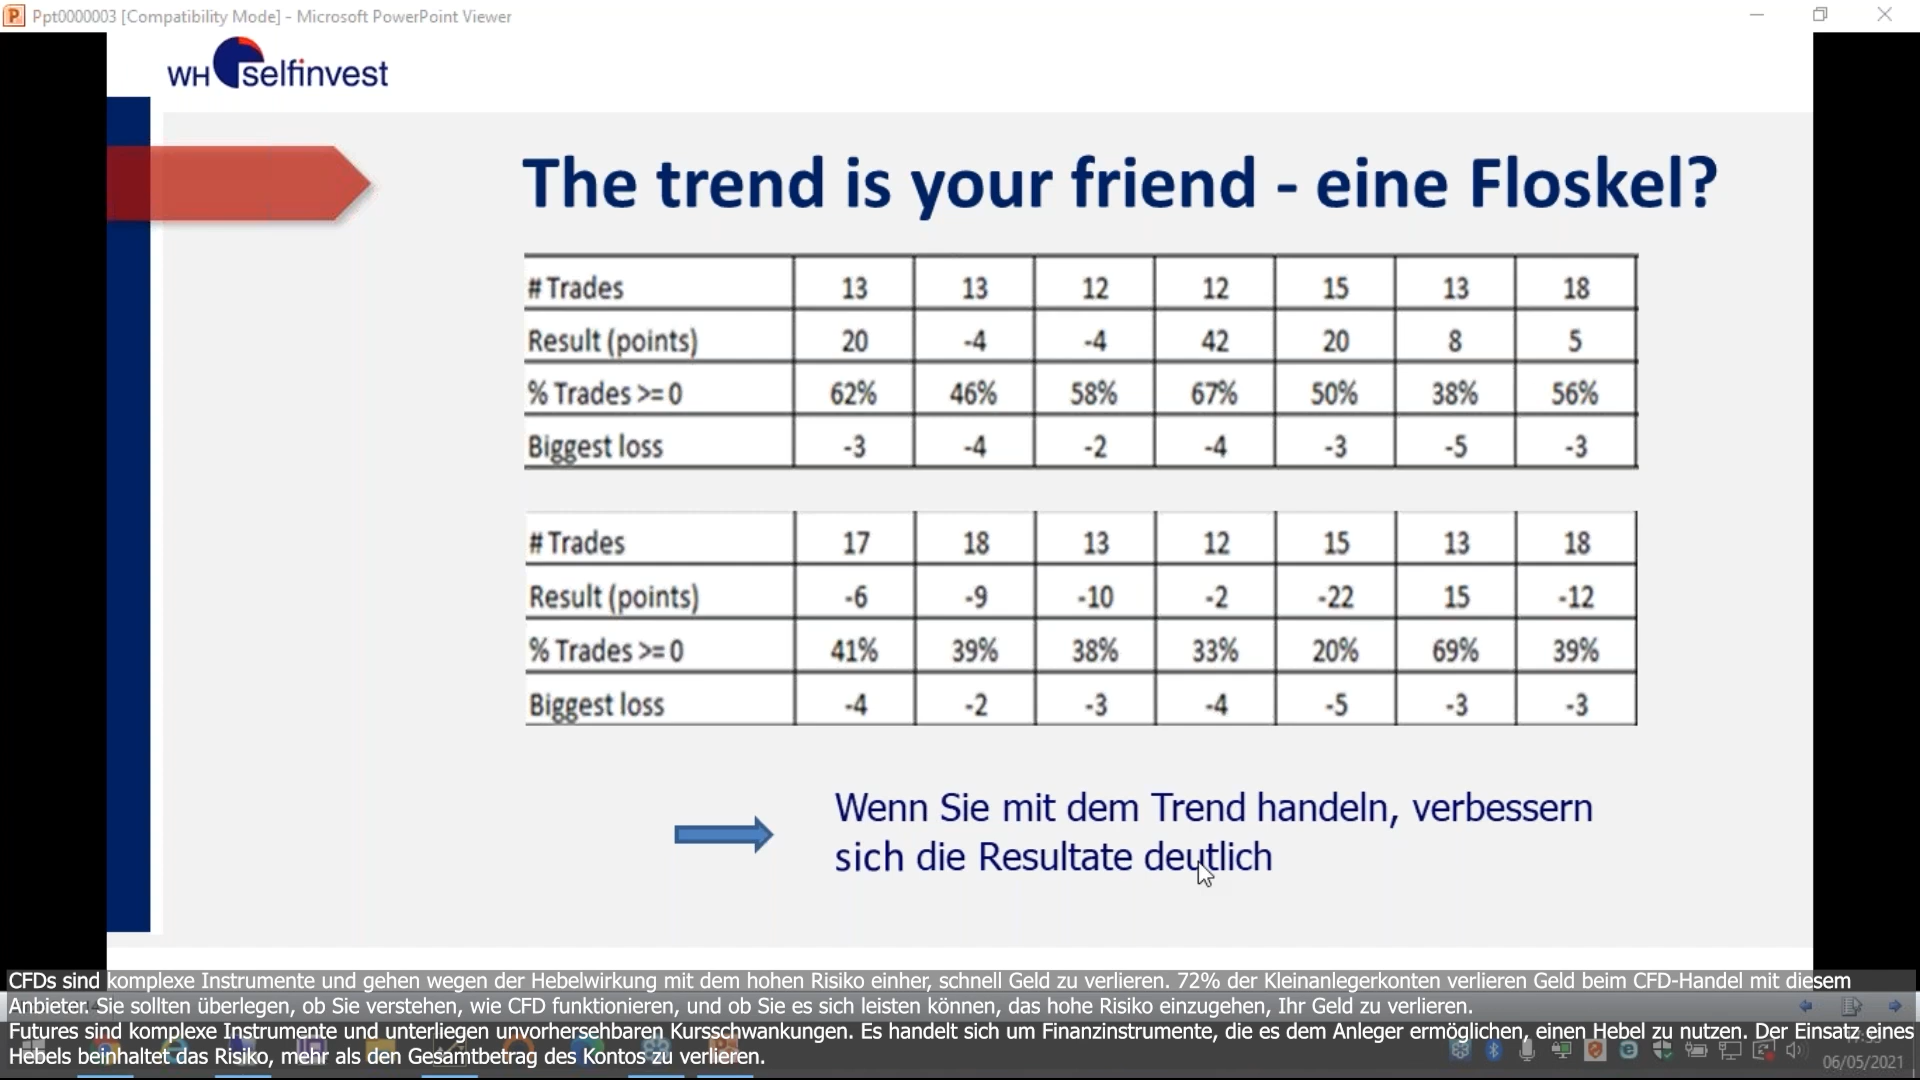 Ppt0000003 [Compatibility Mode] - Microsoft PowerPoint Viewer
WH selfinvest
The trend is your friend - eine Floskel?
# Trades 13 13 12 12 15 13 18
Result (points) 20 -4 -4 42 20 8 5
% Trades >= 0 62% 46% 58% 67% 50% 38% 56%
Biggest loss -3 -4 -2 -4 -3 -5 -3
# Trades 17 18 13 12 15 13 18
Result (points) -6 -9 -10 -2 -22 15 -12
% Trades >= 0 41% 39% 38% 33% 20% 69% 39%
Biggest loss -4 -2 -3 -4 -5 -3 -3
Wenn Sie mit dem Trend handeln, verbessern
sich die Resultate deutlich
CFDs sind komplexe Instrumente und gehen wegen der Hebelwirkung mit dem hohen Risiko einher, schnell Geld zu verlieren. 72% der Kleinanlegerkonten verlieren Geld beim CFD-Handel mit diesem
Anbieter. Sie sollten überlegen, ob Sie verstehen, wie CFD funktionieren, und ob Sie es sich leisten können, das hohe Risiko einzugehen, Ihr Geld zu verlieren.
Futures sind komplexe Instrumente und unterliegen unvorhersehbaren Kursschwankungen. Es handelt sich um Finanzinstrumente, die es dem Anleger ermöglichen, einen Hebel zu nutzen. Der Einsatz eines
Hebels beinhaltet das Risiko, mehr als den Gesamtbetrag des Kontos zu verlieren.
06/05/2021